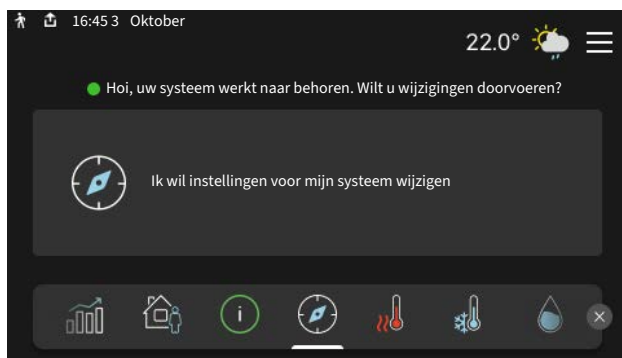 16:45 3 Oktober
22.0°
Hoi, uw systeem werkt naar behoren. Wilt u wijzigingen doorvoeren?
Ik wil instellingen voor mijn systeem wijzigen
i